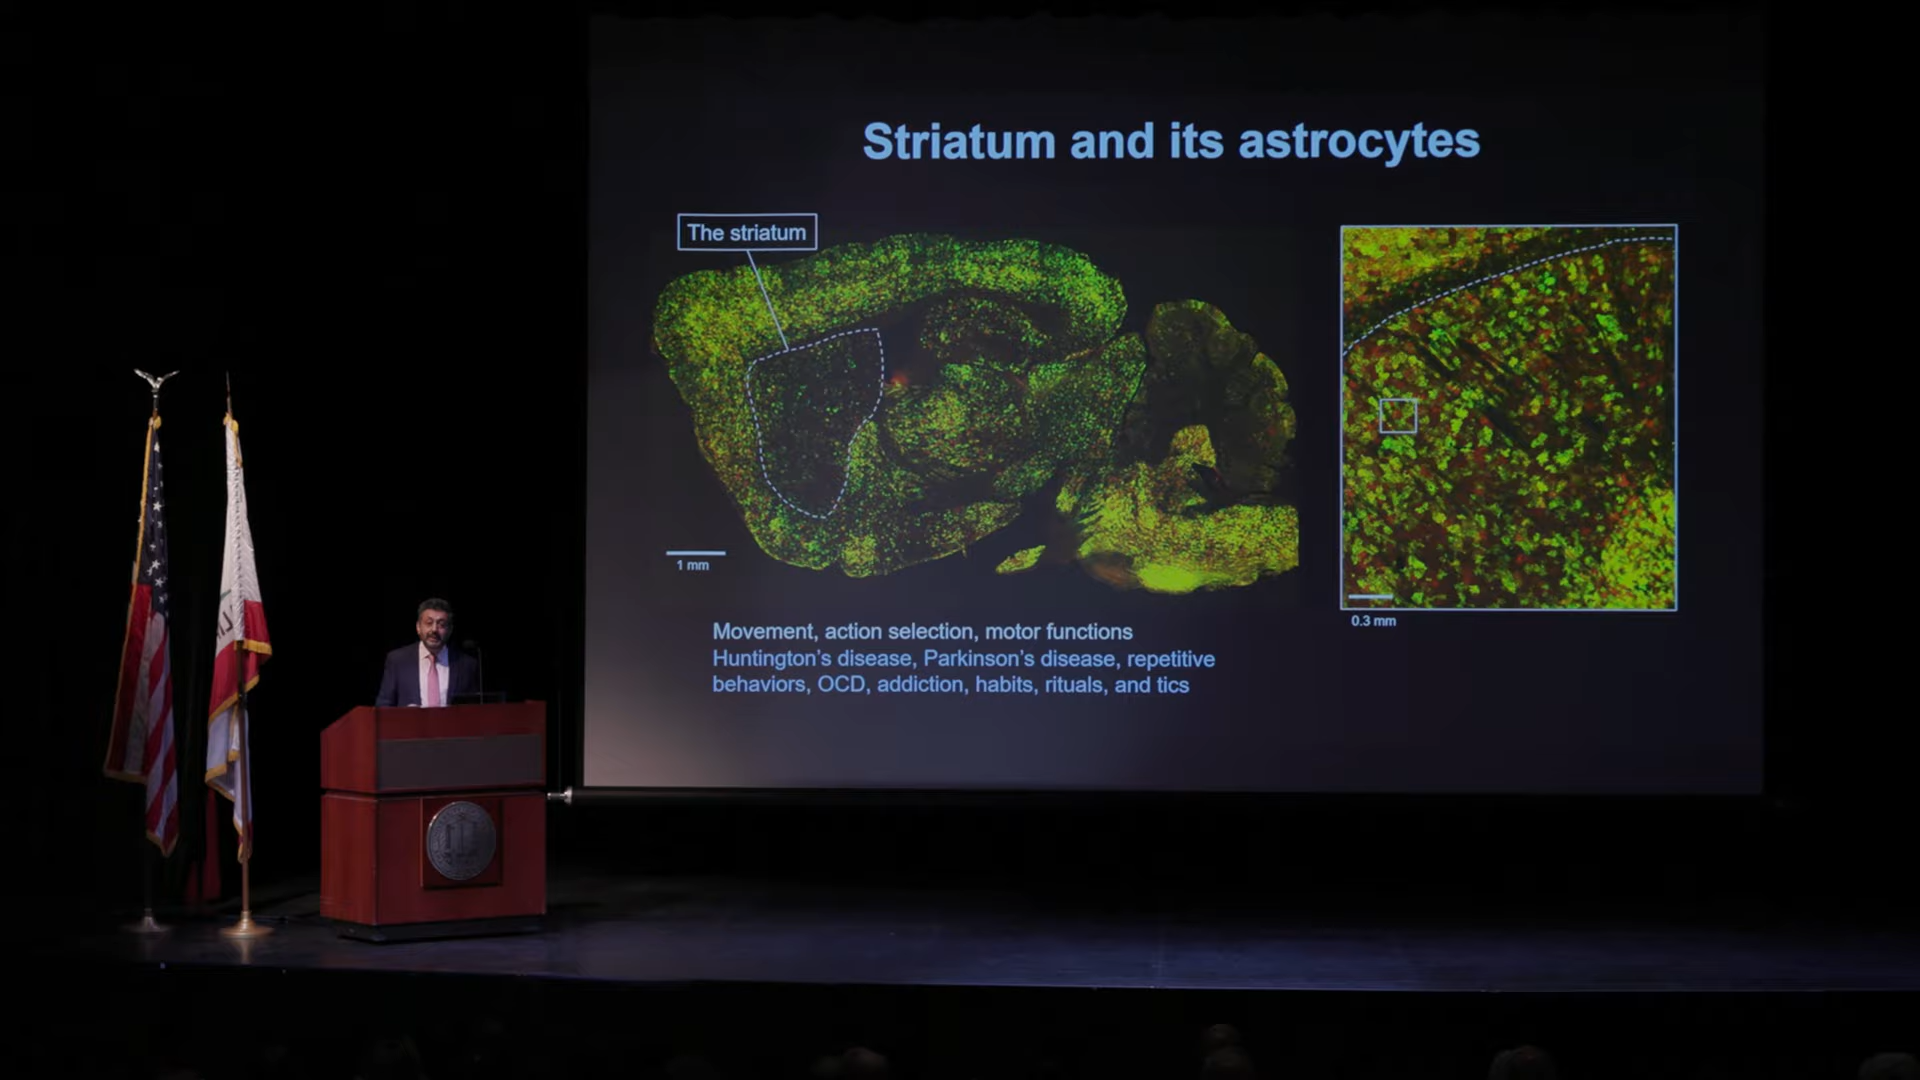 Striatum and its astrocytes
The striatum
1 mm
0.3 mm
Movement, action selection, motor functions
Huntington's disease, Parkinson's disease, repetitive
behaviors, OCD, addiction, habits, rituals, and tics